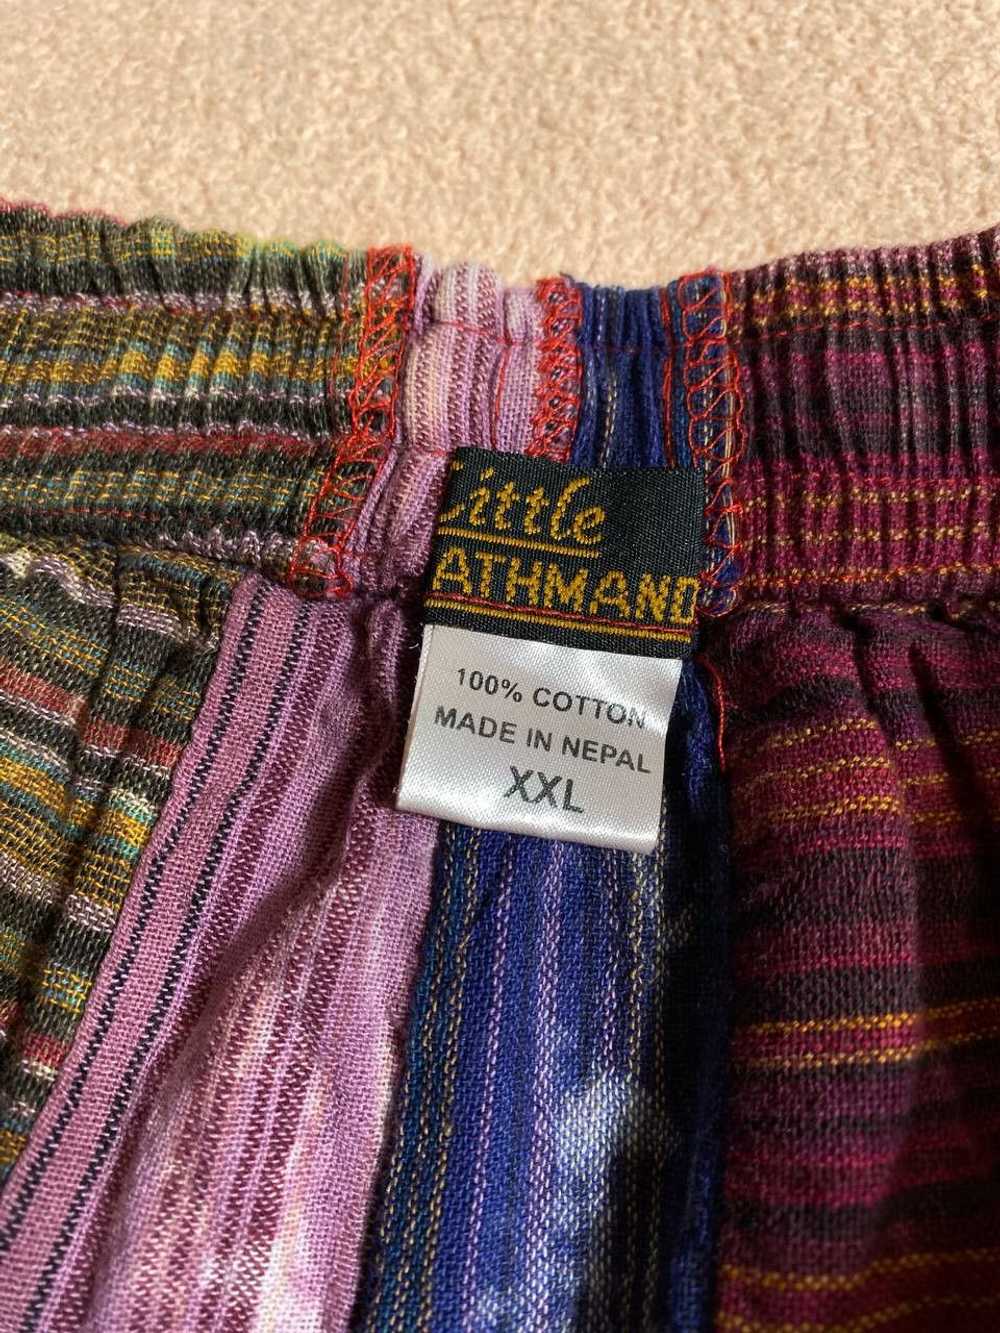 Little
ATHMAND
100% COTTON
MADE IN NEPAL
XXL